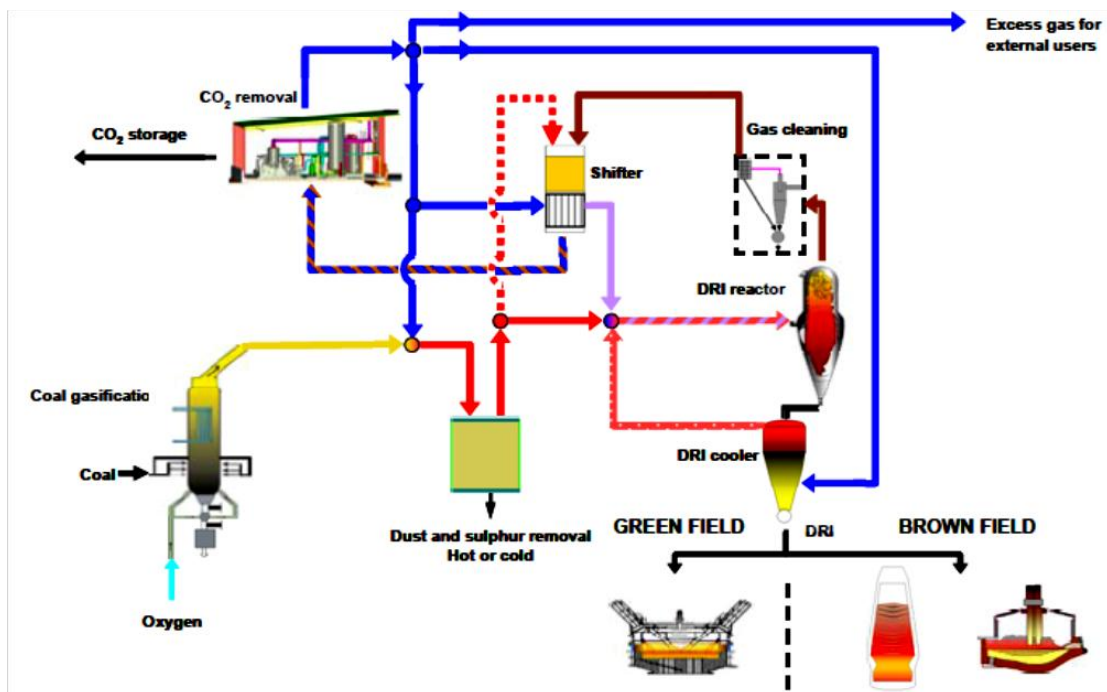 Excess gas for
external users
CO2 removal
CO2 storage
Gas cleaning
Shifter
DRI reactor
Coal gasificatio
DRI cooler
Coal
Dust and sulphur removal
Hot or cold
GREEN FIELD
DRI
BROWN FIELD
Oxygen